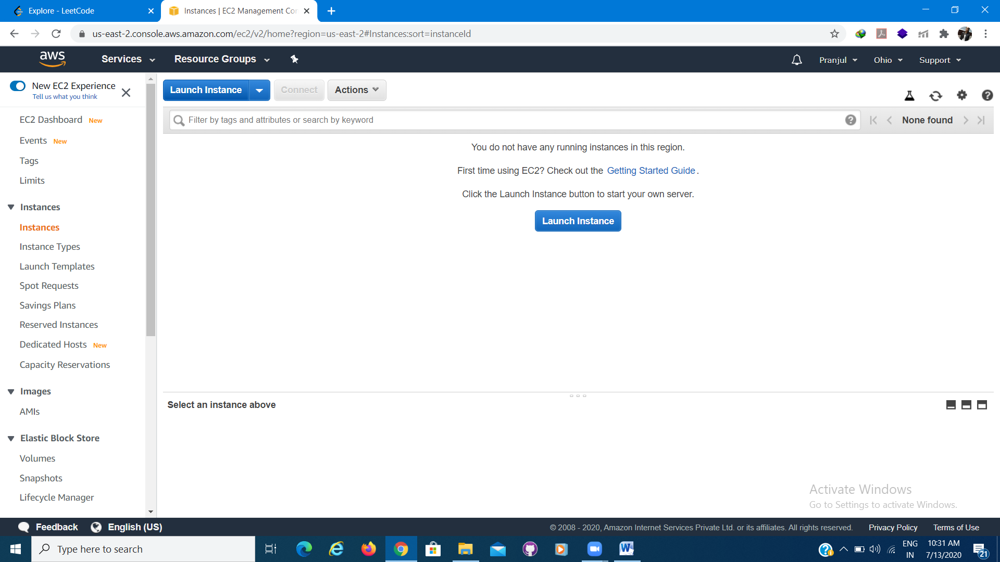 Explore - LeetCode
Instances | EC2 Management Con
us-east-2.console.aws.amazon.com/ec2/v2/home?region=us-east-2#Instances:sort=instanceId
aws
Services
Resource Groups
Pranjul
Ohio
Support
New EC2 Experience
Tell us what you think
EC2 Dashboard New
Events New
Tags
Limits
Instances
Instances
Instance Types
Launch Templates
Spot Requests
Savings Plans
Reserved Instances
Dedicated Hosts New
Capacity Reservations
Images
AMIs
Elastic Block Store
Volumes
Snapshots
Lifecycle Manager
Launch Instance
Connect
Actions
Filter by tags and attributes or search by keyword
None found
You do not have any running instances in this region.
First time using EC2? Check out the Getting Started Guide.
Click the Launch Instance button to start your own server.
Launch Instance
Select an instance above
Activate Windows
Go to Settings to activate Windows.
Feedback
English (US)
© 2008 - 2020, Amazon Internet Services Private Ltd. or its affiliates. All rights reserved.
Privacy Policy
Terms of Use
Type here to search
ENG
IN
10:31 AM
7/13/2020
21